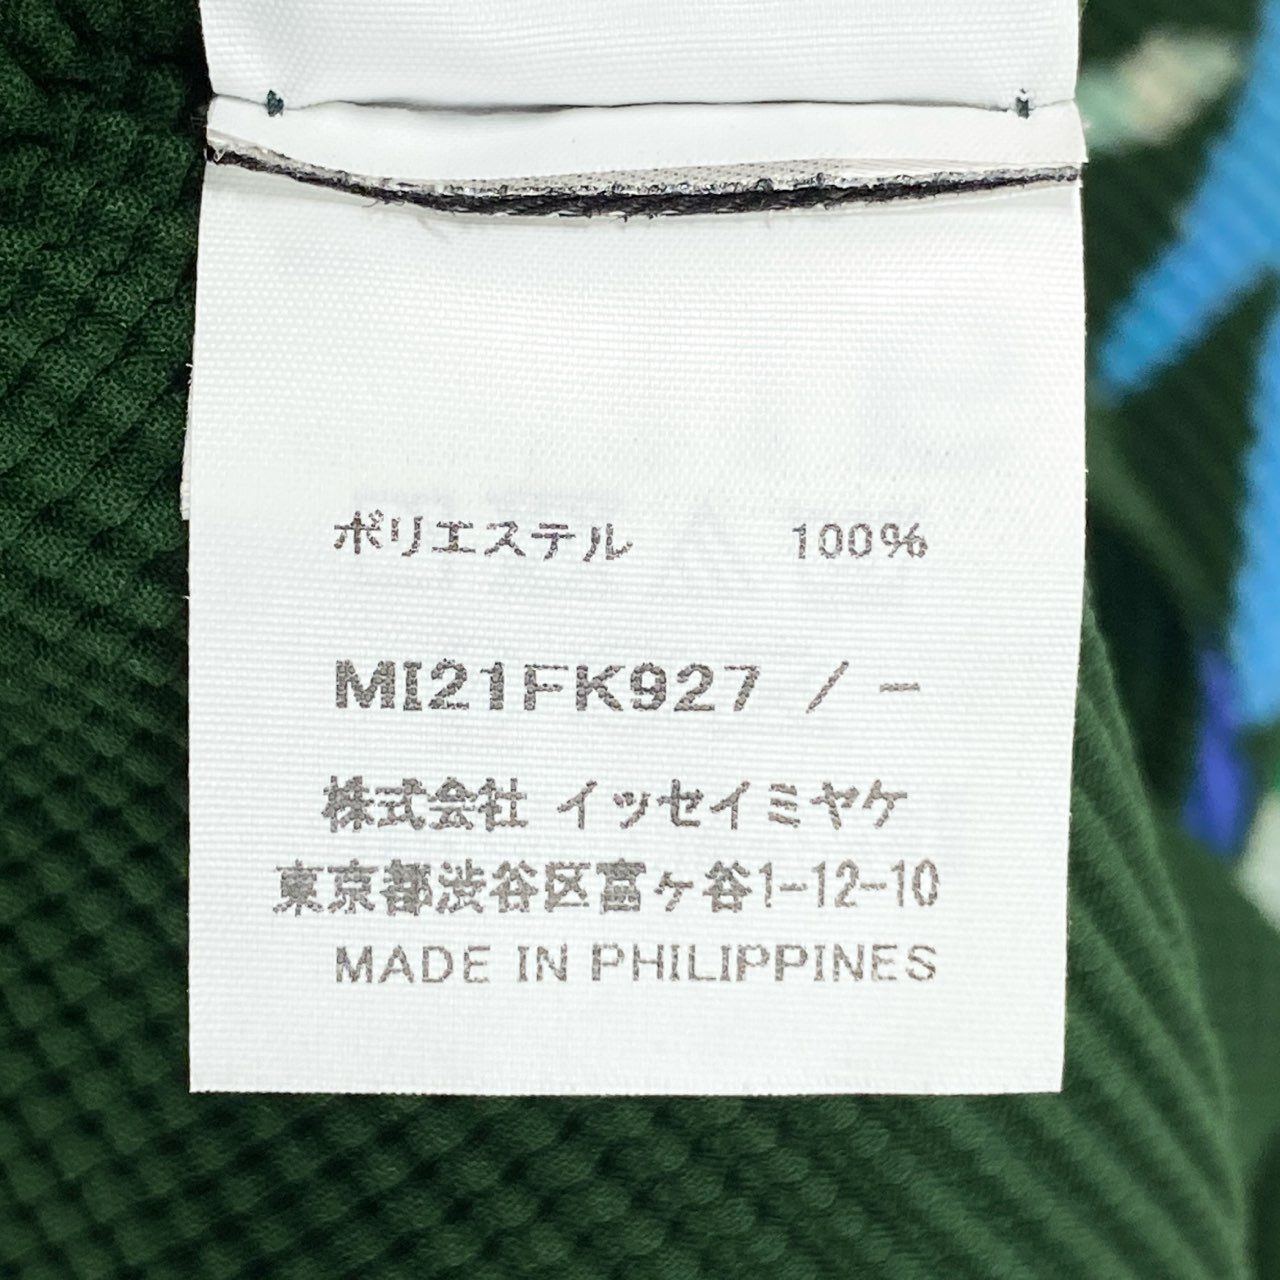 ポリエステル 100%
MI21FK927 / -
株式会社 イッセイミヤケ
東京都渋谷区富ヶ谷1-12-10
MADE IN PHILIPPINES